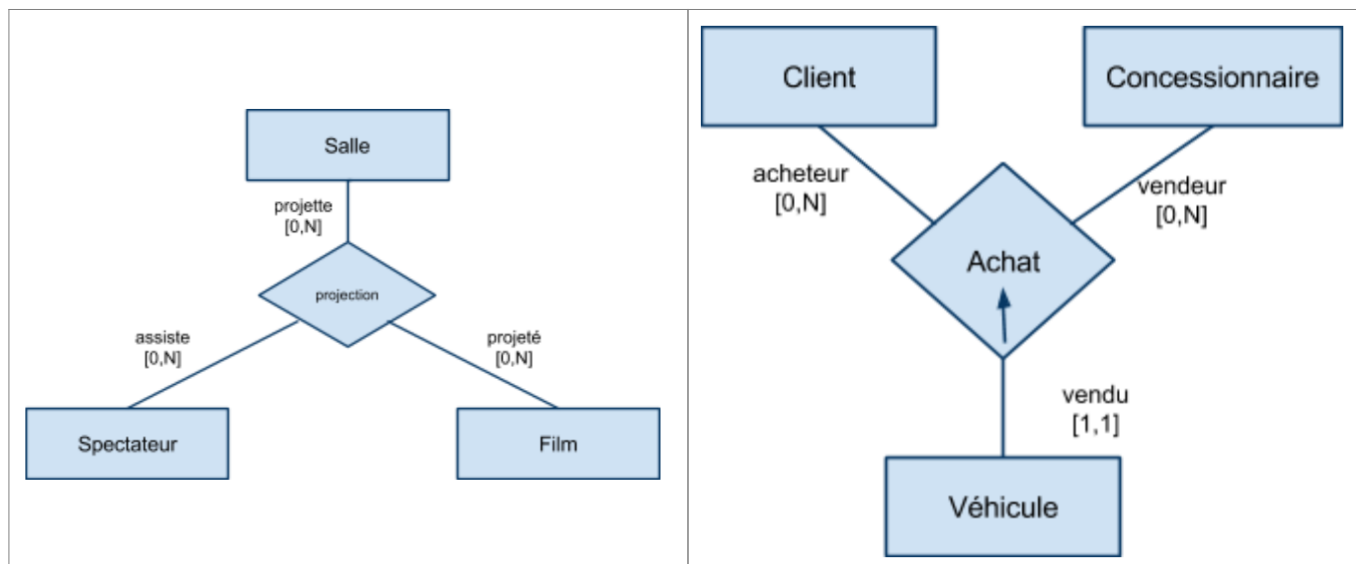 Salle
projette
[0,N]
projection
assiste
[0,N]
projeté
[0,N]
Spectateur
Film
Client
Concessionnaire
acheteur
[0,N]
vendeur
[0,N]
Achat
vendu
[1,1]
Véhicule